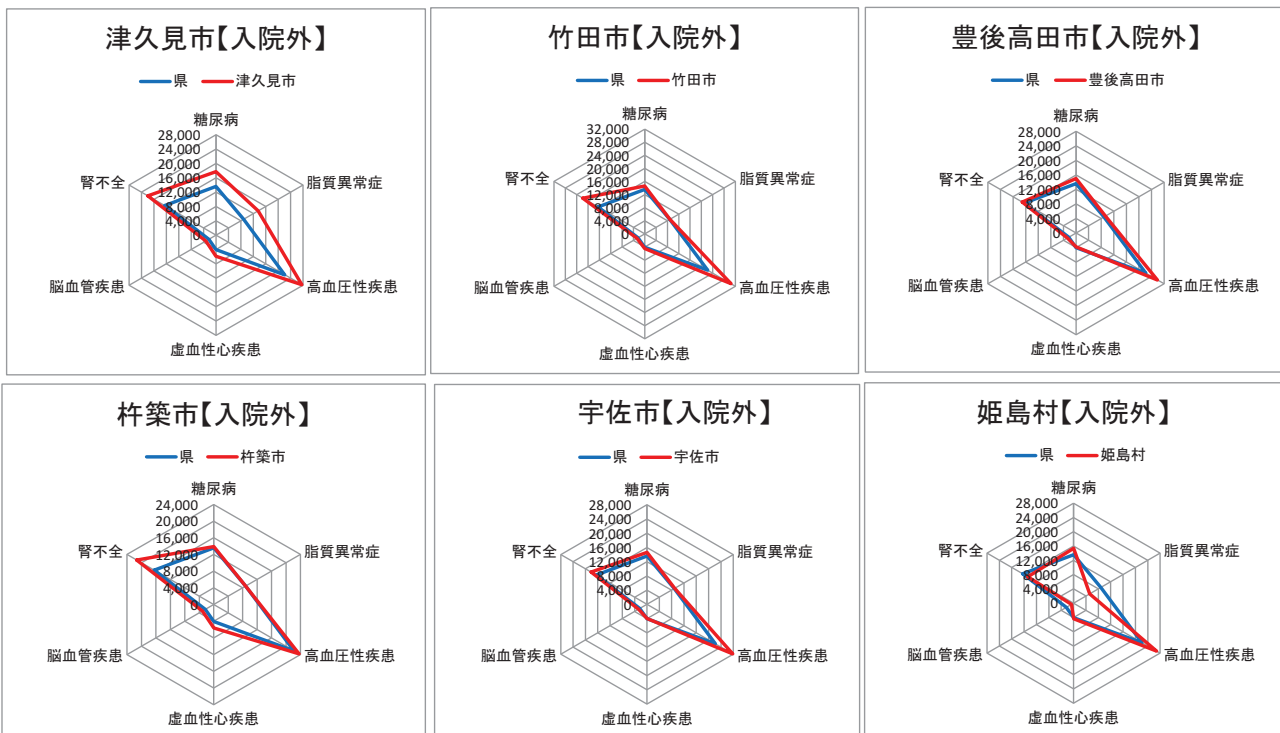 津久見市【入院外】
県 津久見市
糖尿病
28,000
24,000
20,000
16,000
12,000
8,000
4,000
0
脂質異常症
高血圧性疾患
虚血性心疾患
脳血管疾患
腎不全
竹田市【入院外】
県 竹田市
糖尿病
32,000
28,000
24,000
20,000
16,000
12,000
8,000
4,000
0
脂質異常症
高血圧性疾患
虚血性心疾患
脳血管疾患
腎不全
豊後高田市【入院外】
県 豊後高田市
糖尿病
28,000
24,000
20,000
16,000
12,000
8,000
4,000
0
脂質異常症
高血圧性疾患
虚血性心疾患
脳血管疾患
腎不全
杵築市【入院外】
県 杵築市
糖尿病
24,000
20,000
16,000
12,000
8,000
4,000
0
脂質異常症
高血圧性疾患
虚血性心疾患
脳血管疾患
腎不全
宇佐市【入院外】
県 宇佐市
糖尿病
28,000
24,000
20,000
16,000
12,000
8,000
4,000
0
脂質異常症
高血圧性疾患
虚血性心疾患
脳血管疾患
腎不全
姫島村【入院外】
県 姫島村
糖尿病
28,000
24,000
20,000
16,000
12,000
8,000
4,000
0
脂質異常症
高血圧性疾患
虚血性心疾患
脳血管疾患
腎不全